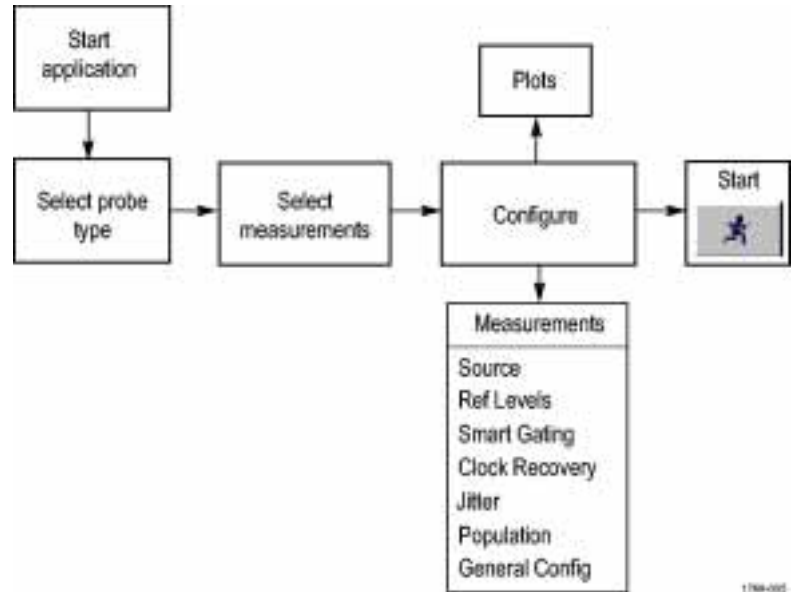 Start
application
Plots
Select probe
type
Select
measurements
Configure
Start
Measurements
Source
Ref Levels
Smart Gating
Clock Recovery
Jitter
Population
General Config